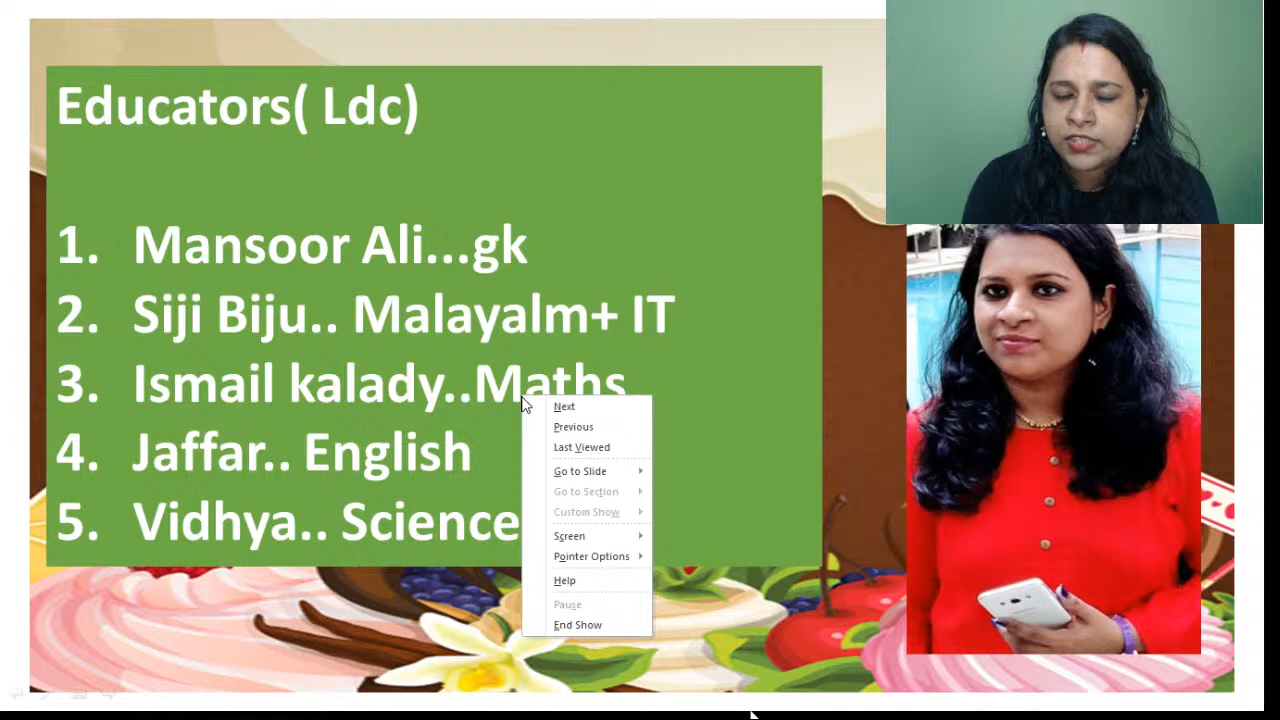 Educators( Ldc)
1. Mansoor Ali...gk
2. Siji Biju.. Malayalm+ IT
3. Ismail kalady..Maths
4. Jaffar.. English
5. Vidhya.. Science
Next
Previous
Last Viewed
Go to Slide
Go to Section
Custom Show
Screen
Pointer Options
Help
Pause
End Show